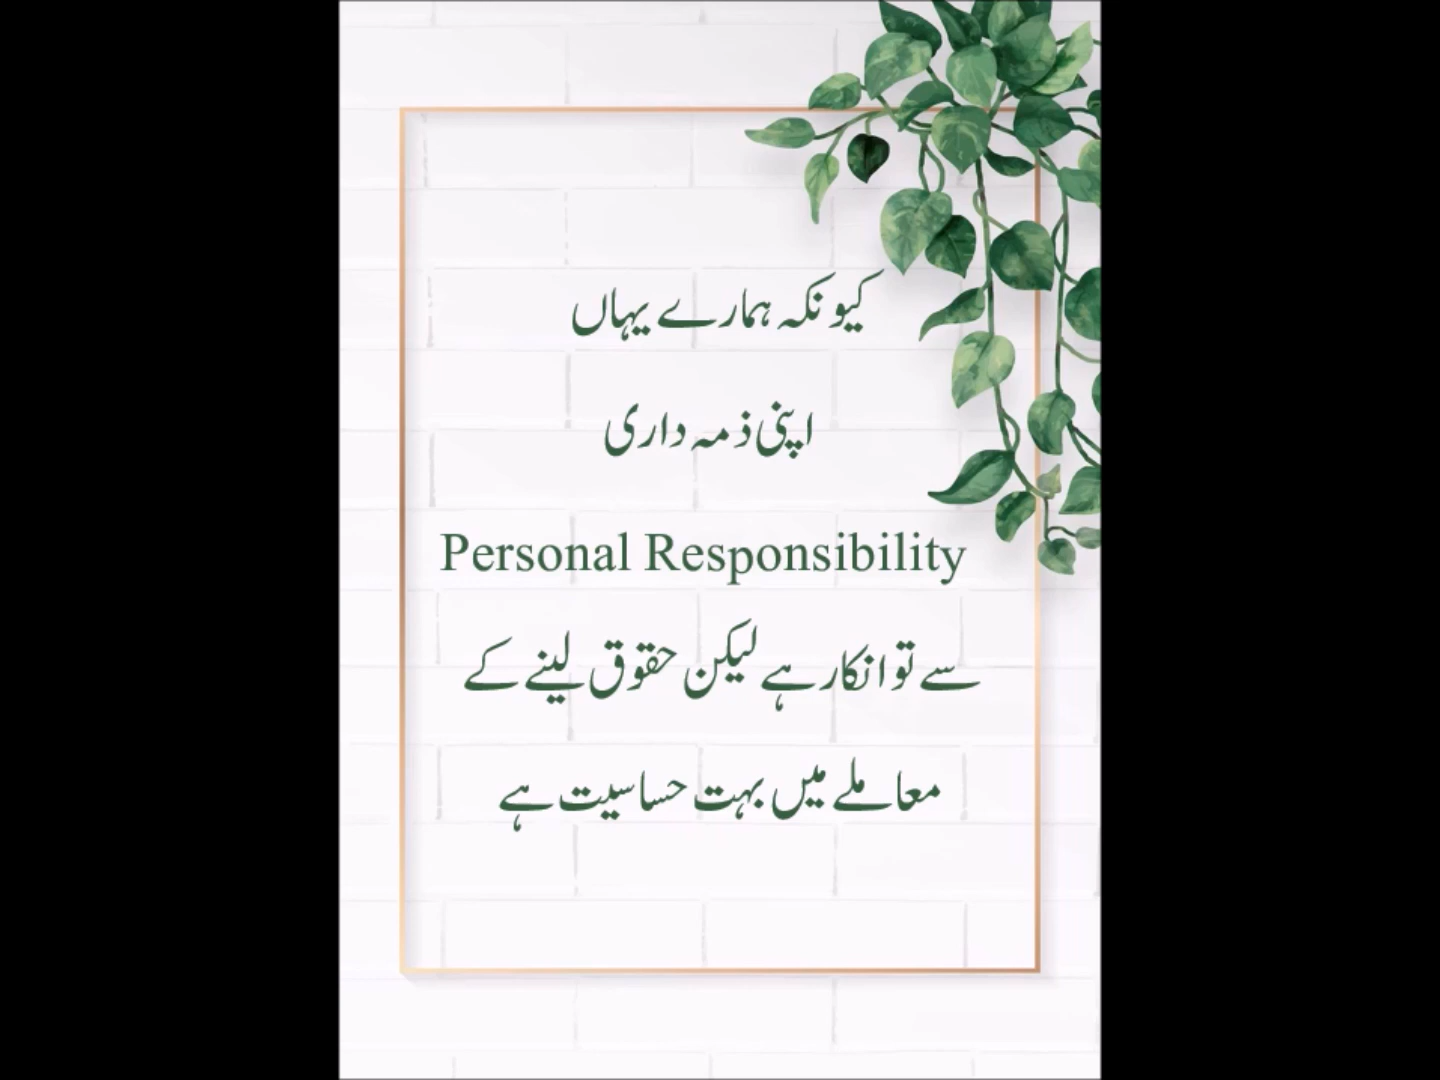 کیونکہ ہمارے یہاں
اپنی ذمہ داری
Personal Responsibility
سے تو انکار ہے لیکن حقوق لینے کے
معاملے میں بہت حساسیت ہے